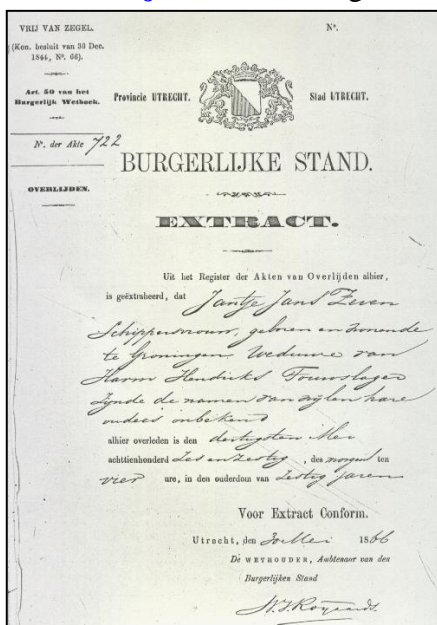 VRIJ VAN ZEGEL.
(Kon. besluit van 30 Dec.
1844, Nº. 66).
Art. 50 van het
Burgerlijk Wetboek.
Nº. der Akte 722
OVERLIJDEN.
Nº.
Provincie UTRECHT. Stad UTRECHT.
BURGERLIJKE STAND.
EXTRACT.
Uit het Register der Akten van Overlijden alhier,
is geëxtraheerd, dat Jantje Jans Zeven
Schippersvrouw, geboren en wonende
te Groningen. Weduwe van
Harm Hendriks Touwslager
Zynde de namen van wylen hare
ouders onbekend
alhier overleden is den dertigsten Mei
achttienhonderd Zes en zestig, des morgens ten
vier ure, in den ouderdom van Zestig jaren
Voor Extract Conform.
Utrecht, den 30 Mei 1866
De WETHOUDER, Ambtenaar van den
Burgerlijken Stand
Royaards